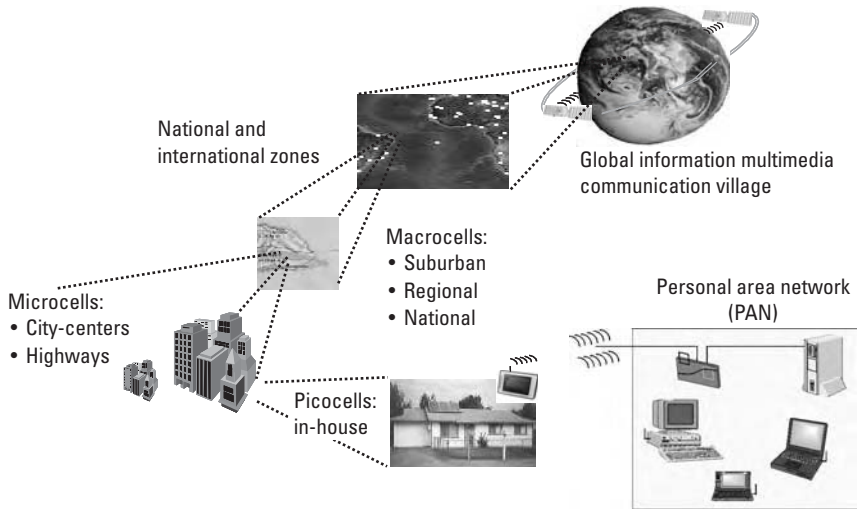 National and
international zones
Global information multimedia
communication village
Macrocells:
• Suburban
• Regional
• National
Microcells:
• City-centers
• Highways
Personal area network
(PAN)
Picocells:
in-house